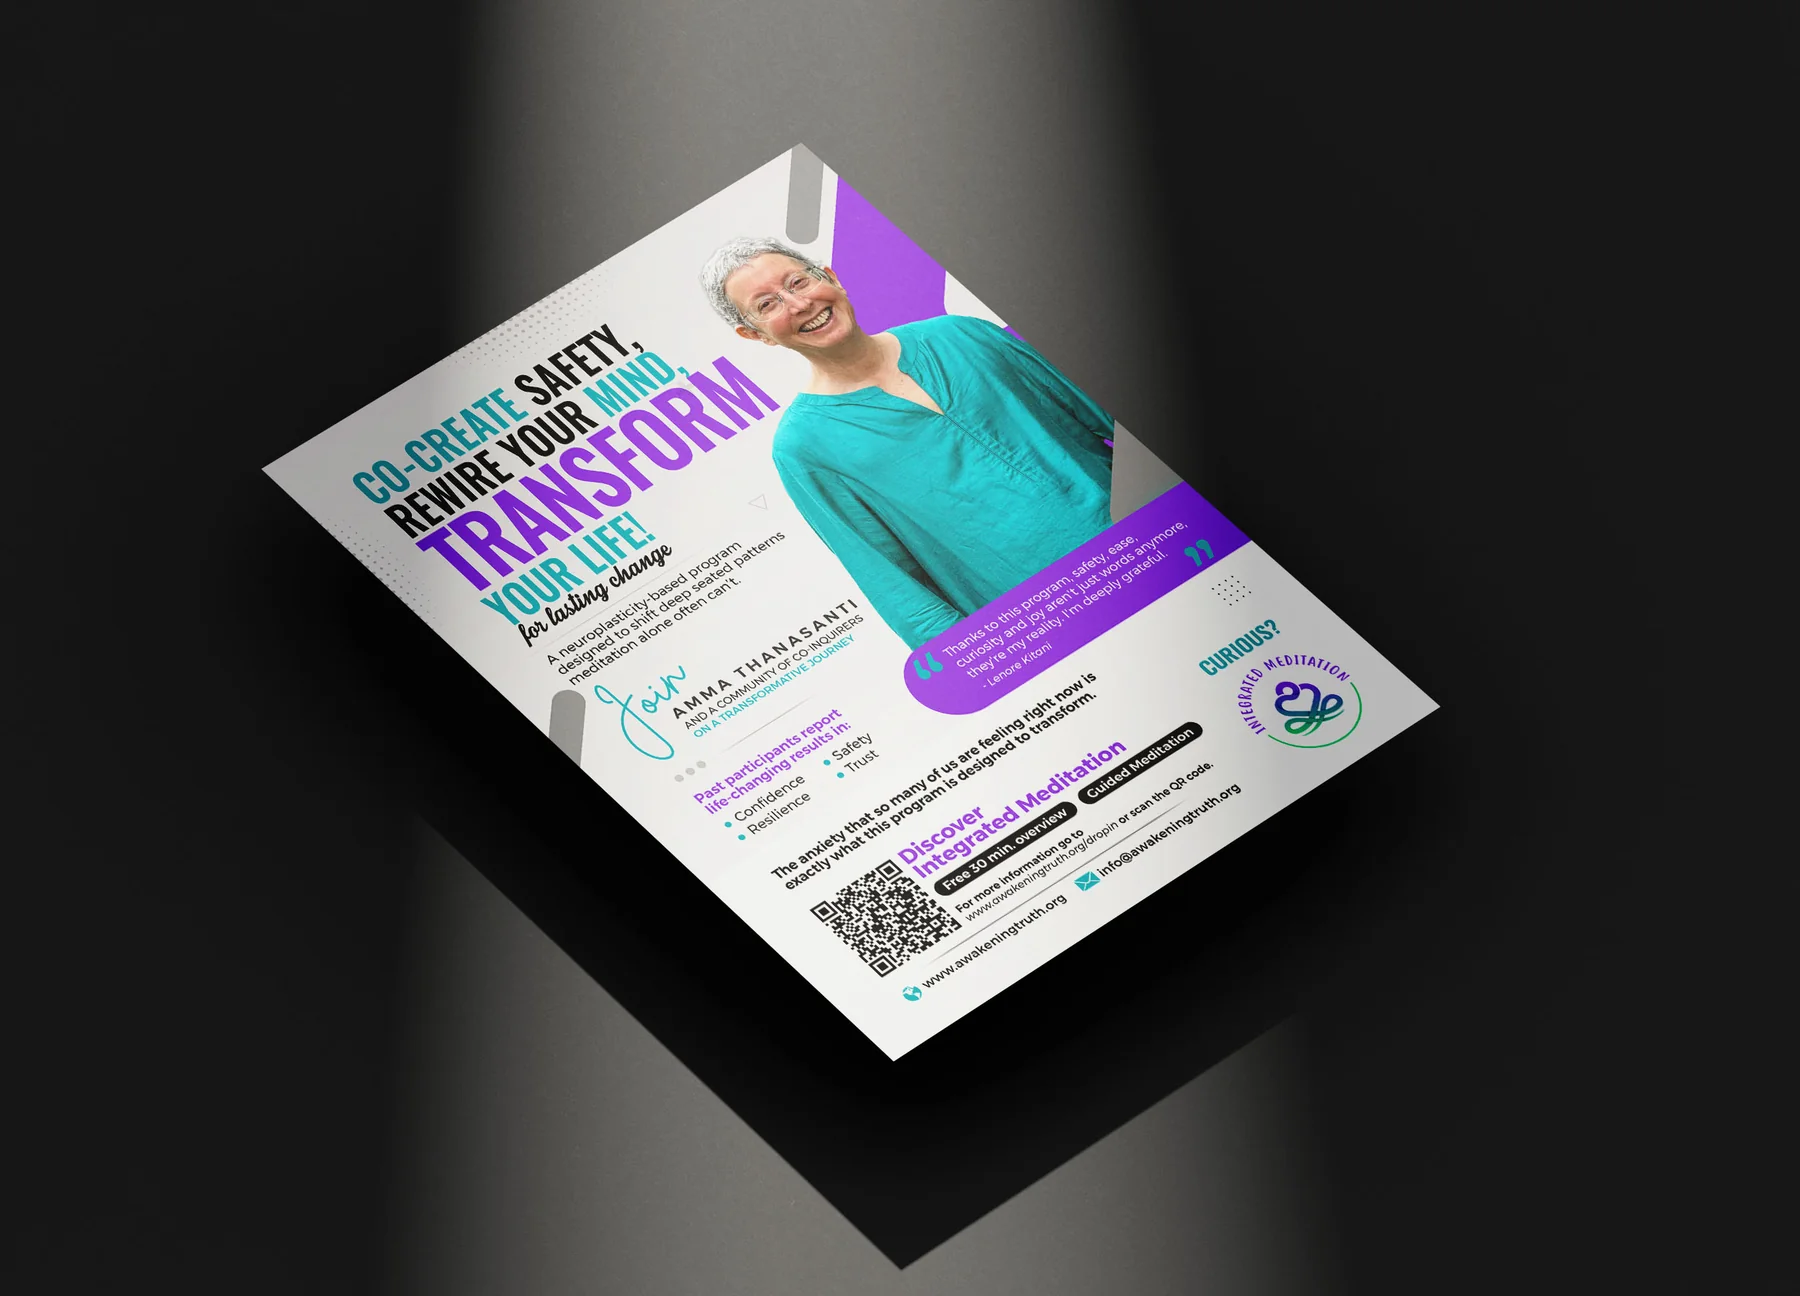 CO-CREATE SAFETY,
REWIRE YOUR MIND,
TRANSFORM
YOUR LIFE!
for lasting change
A neuroplasticity-based program
designed to shift deep seated patterns
meditation alone often can't.
Join
AMMA THANASANTI
AND A COMMUNITY OF CO-INQUIRERS
ON A TRANSFORMATIVE JOURNEY
“
Thanks to this program, safety, ease,
curiosity and joy aren't just words anymore,
they're my reality. I'm deeply grateful.
- Lenore Kitani
”
Past participants report
life-changing results in:
• Confidence
• Resilience
• Safety
• Trust
The anxiety that so many of us are feeling right now is
exactly what this program is designed to transform.
CURIOUS?
INTEGRATED MEDITATION
Discover
Integrated Meditation
Free 30 min. overview
Guided Meditation
For more information go to
www.awakeningtruth.org/dropin or scan the QR code.
www.awakeningtruth.org
info@awakeningtruth.org